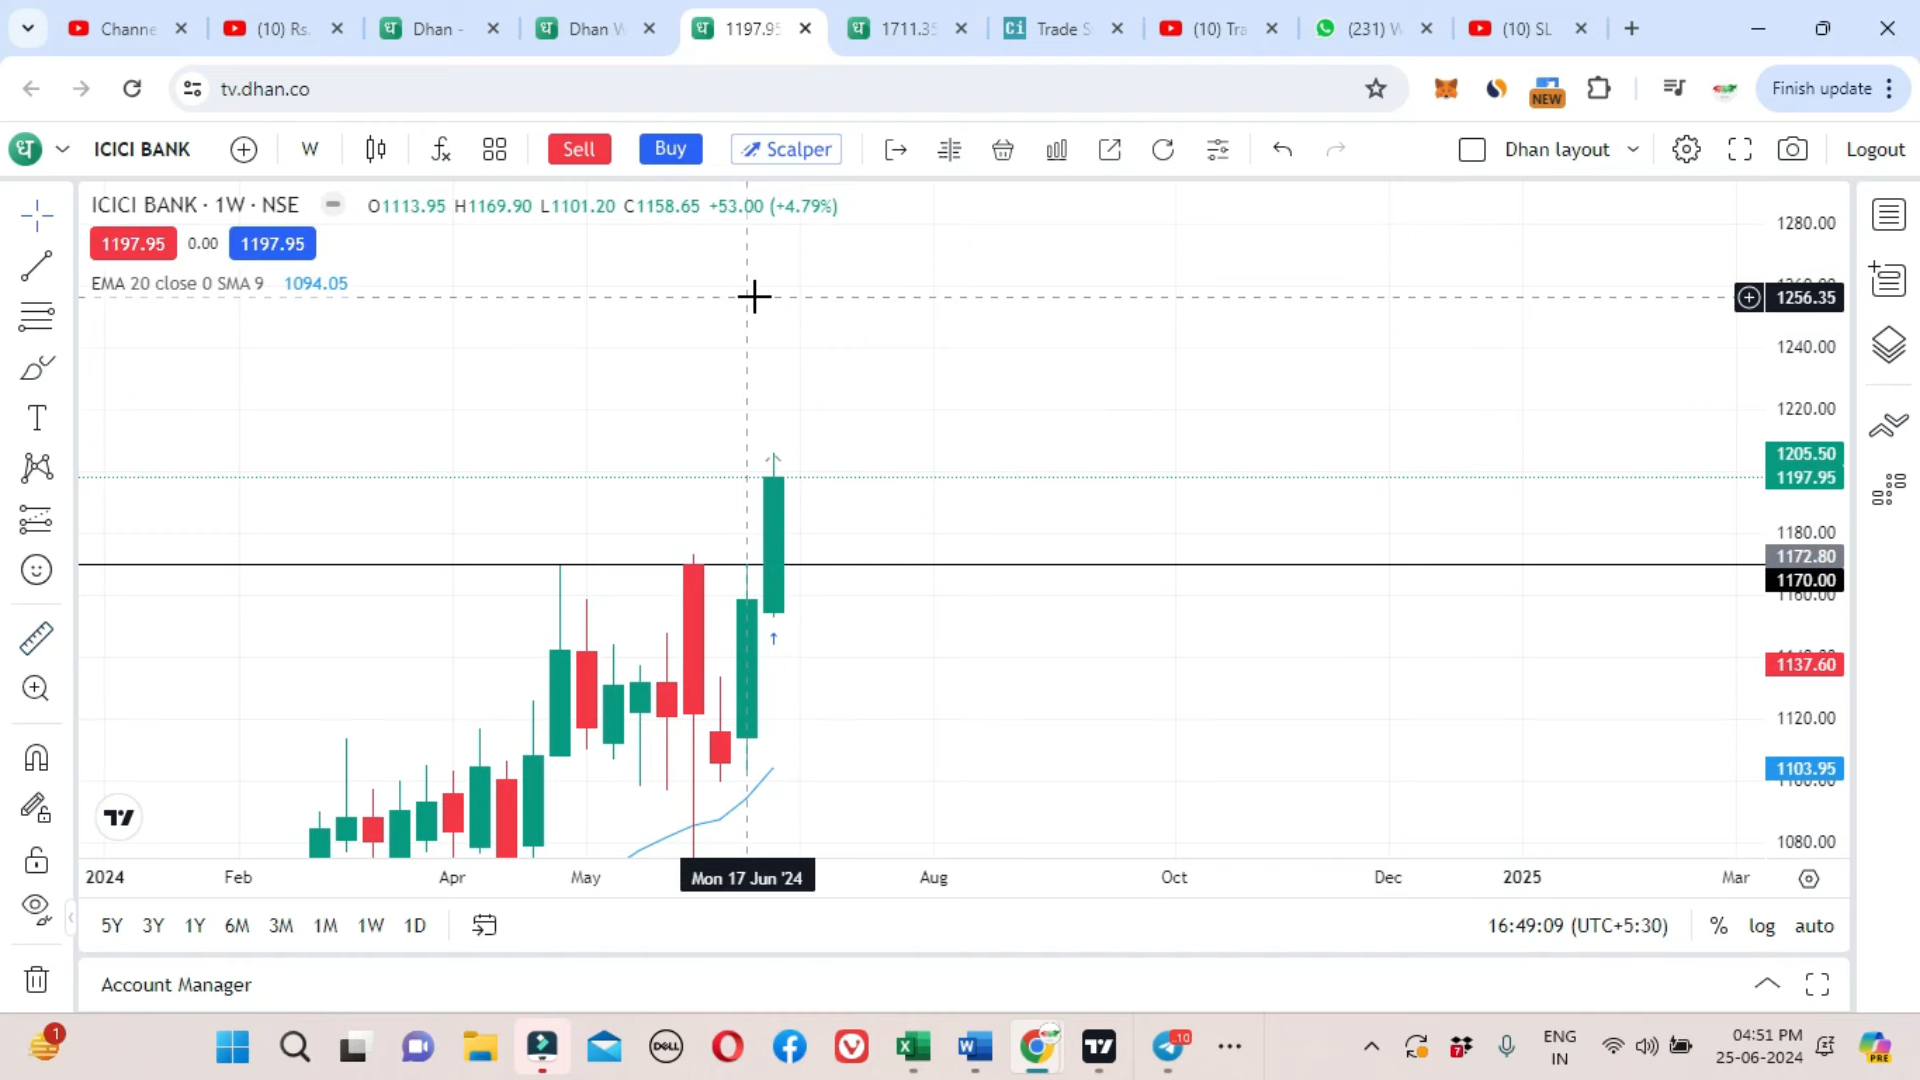 Channe
(10) Rs.
Dhan -
Dhan W
1197.95
1711.35
Trade S
(10) Tra
(231) W
(10) SL
tv.dhan.co
NEW
Finish update
ध
ICICI BANK
W
Sell
Buy
Scalper
Dhan layout
Logout
ICICI BANK · 1W · NSE
O1113.95 H1169.90 L1101.20 C1158.65 +53.00 (+4.79%)
1197.95 0.00 1197.95
EMA 20 close 0 SMA 9 1094.05
1280.00
1256.35
1240.00
1220.00
1205.50
1197.95
1180.00
1172.80
1170.00
1160.00
1137.60
1120.00
1103.95
1080.00
2024 Feb Apr May Mon 17 Jun '24 Aug Oct Dec 2025 Mar
5Y 3Y 1Y 6M 3M 1M 1W 1D
16:49:09 (UTC+5:30) % log auto
Account Manager
1
DELL
10
7
ENG
IN
04:51 PM
25-06-2024
PRE